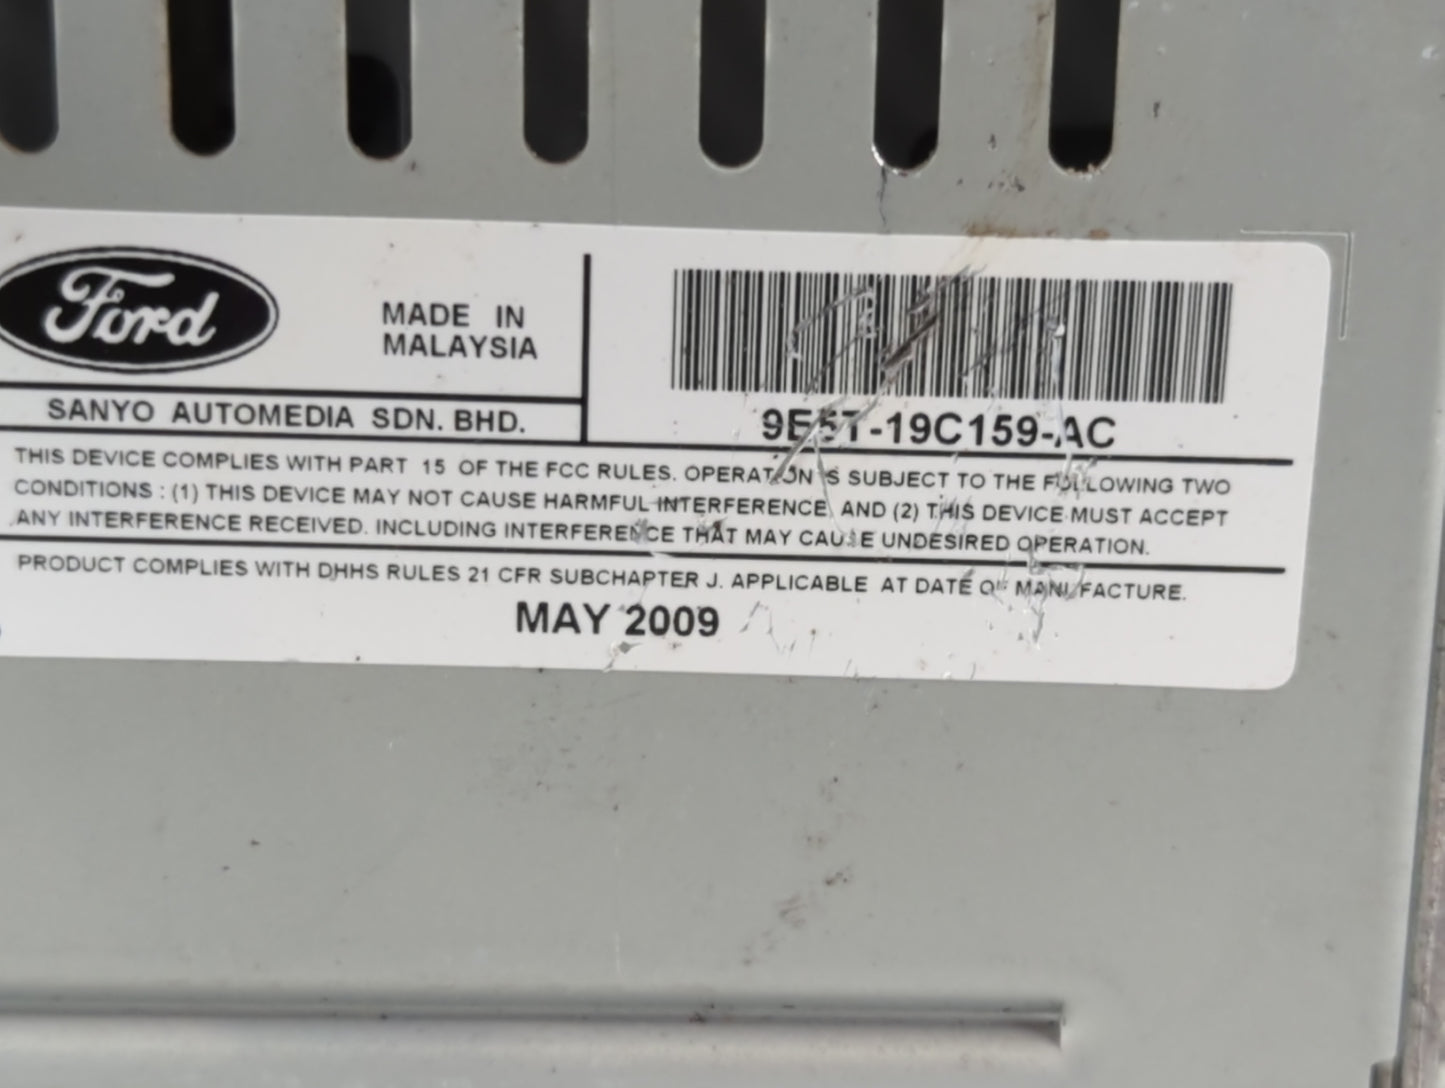 Ford
MADE IN
MALAYSIA
SANYO AUTOMEDIA SDN. BHD.
9E5T-19C159-AC
THIS DEVICE COMPLIES WITH PART 15 OF THE FCC RULES. OPERATION IS SUBJECT TO THE FOLLOWING TWO
CONDITIONS : (1) THIS DEVICE MAY NOT CAUSE HARMFUL INTERFERENCE AND (2) THIS DEVICE MUST ACCEPT
ANY INTERFERENCE RECEIVED. INCLUDING INTERFERENCE THAT MAY CAUSE UNDESIRED OPERATION.
PRODUCT COMPLIES WITH DHHS RULES 21 CFR SUBCHAPTER J. APPLICABLE AT DATE OF MANUFACTURE.
MAY 2009